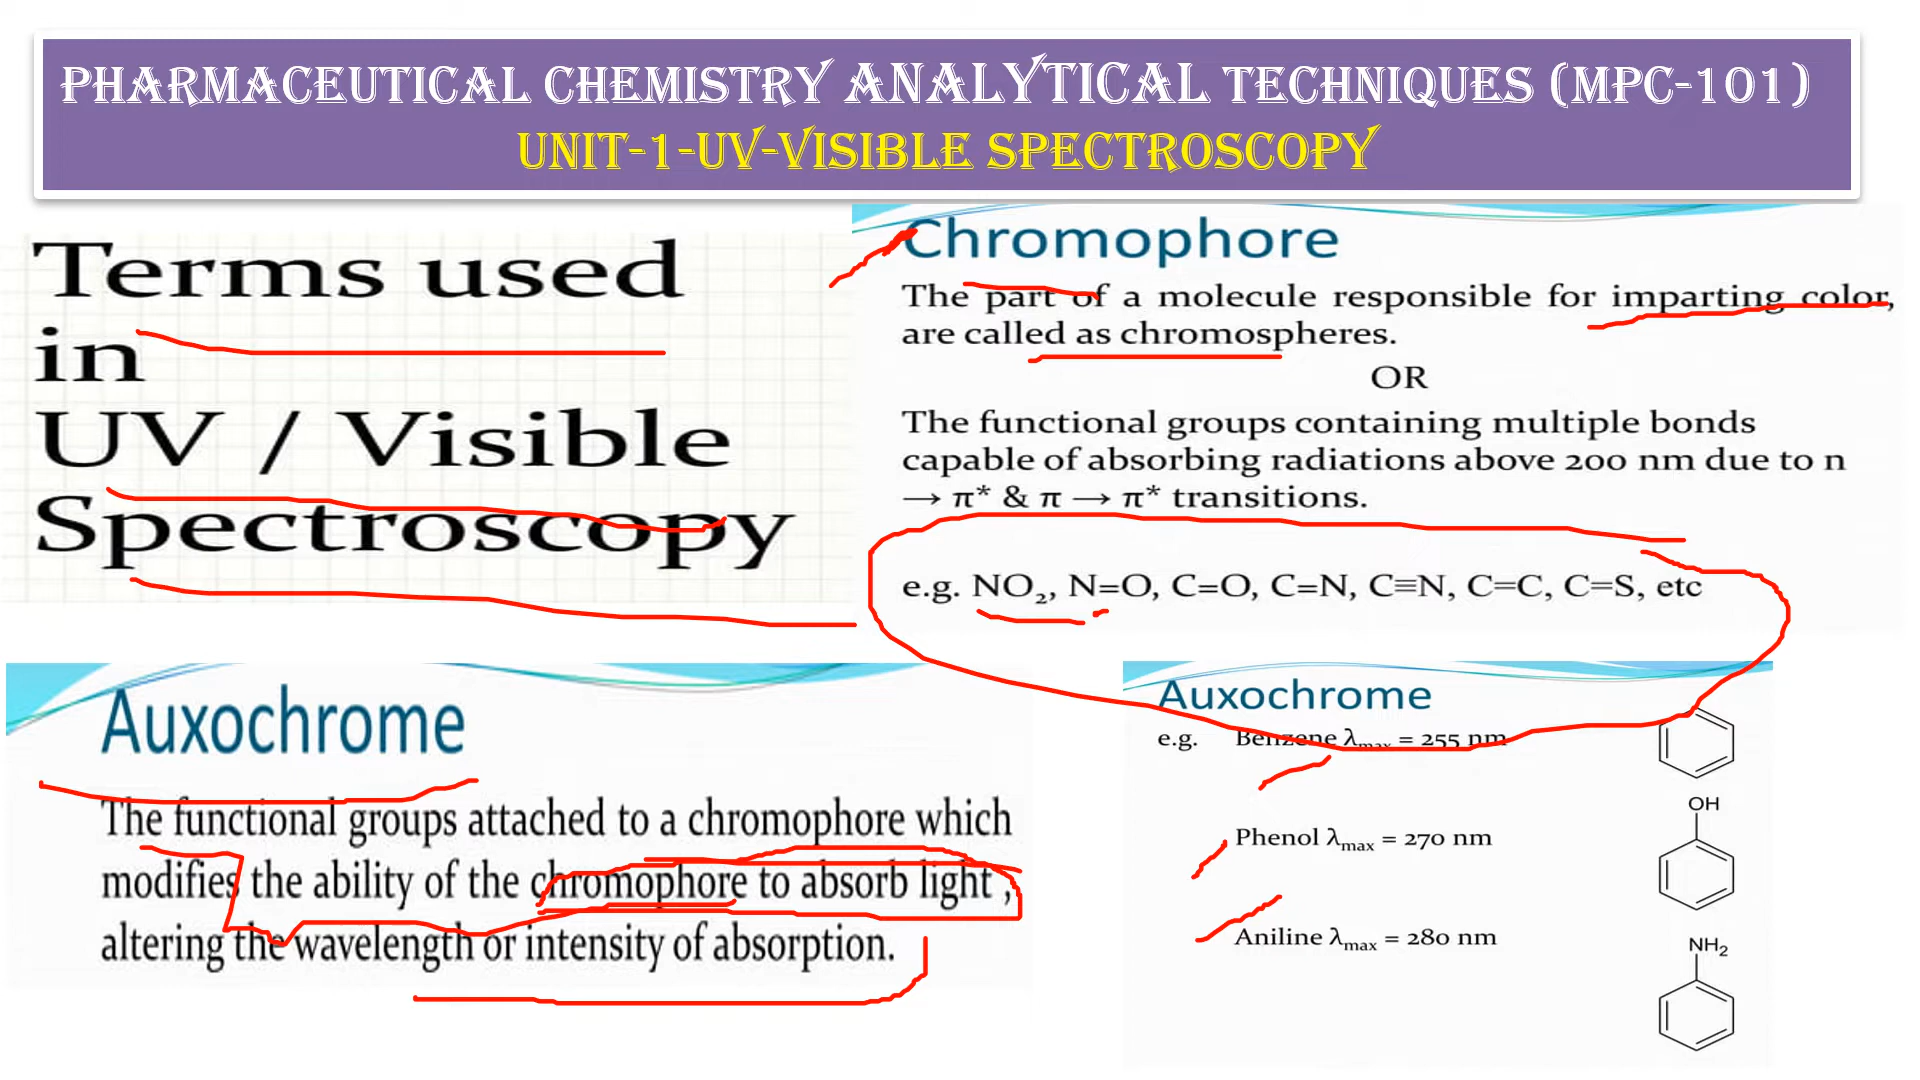 PHARMACEUTICAL CHEMISTRY ANALYTICAL TECHNIQUES (MPC-101)
UNIT-1-UV-VISIBLE SPECTROSCOPY
Terms used
in
UV / Visible
Spectroscopy
Chromophore
The part of a molecule responsible for imparting color,
are called as chromospheres.
OR
The functional groups containing multiple bonds
capable of absorbing radiations above 200 nm due to n
→ π* & π → π* transitions.
e.g. NO₂, N=O, C=O, C=N, C≡N, C=C, C=S, etc
Auxochrome
The functional groups attached to a chromophore which
modifies the ability of the chromophore to absorb light ,
altering the wavelength or intensity of absorption.
Auxochrome
e.g. Benzene λmax = 255 nm
OH
Phenol λmax = 270 nm
Aniline λmax = 280 nm
NH₂